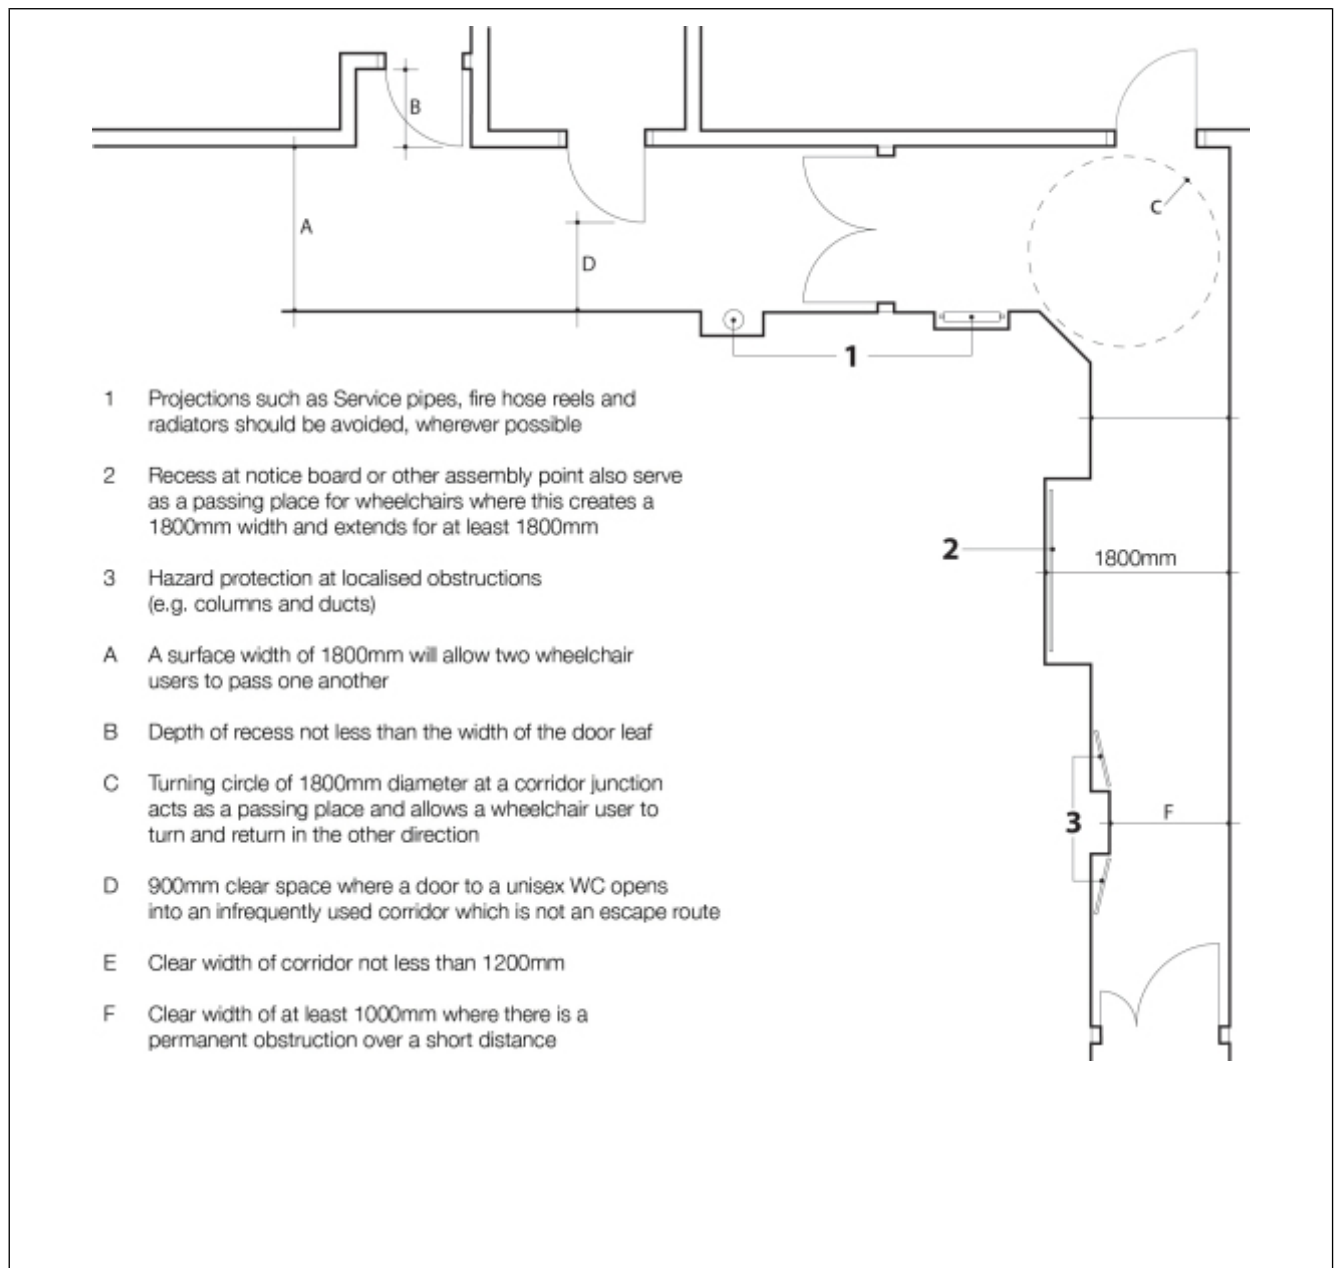 B
A
D
C
1
2
1800mm
3
F
1 Projections such as Service pipes, fire hose reels and
radiators should be avoided, wherever possible
2 Recess at notice board or other assembly point also serve
as a passing place for wheelchairs where this creates a
1800mm width and extends for at least 1800mm
3 Hazard protection at localised obstructions
(e.g. columns and ducts)
A A surface width of 1800mm will allow two wheelchair
users to pass one another
B Depth of recess not less than the width of the door leaf
C Turning circle of 1800mm diameter at a corridor junction
acts as a passing place and allows a wheelchair user to
turn and return in the other direction
D 900mm clear space where a door to a unisex WC opens
into an infrequently used corridor which is not an escape route
E Clear width of corridor not less than 1200mm
F Clear width of at least 1000mm where there is a
permanent obstruction over a short distance